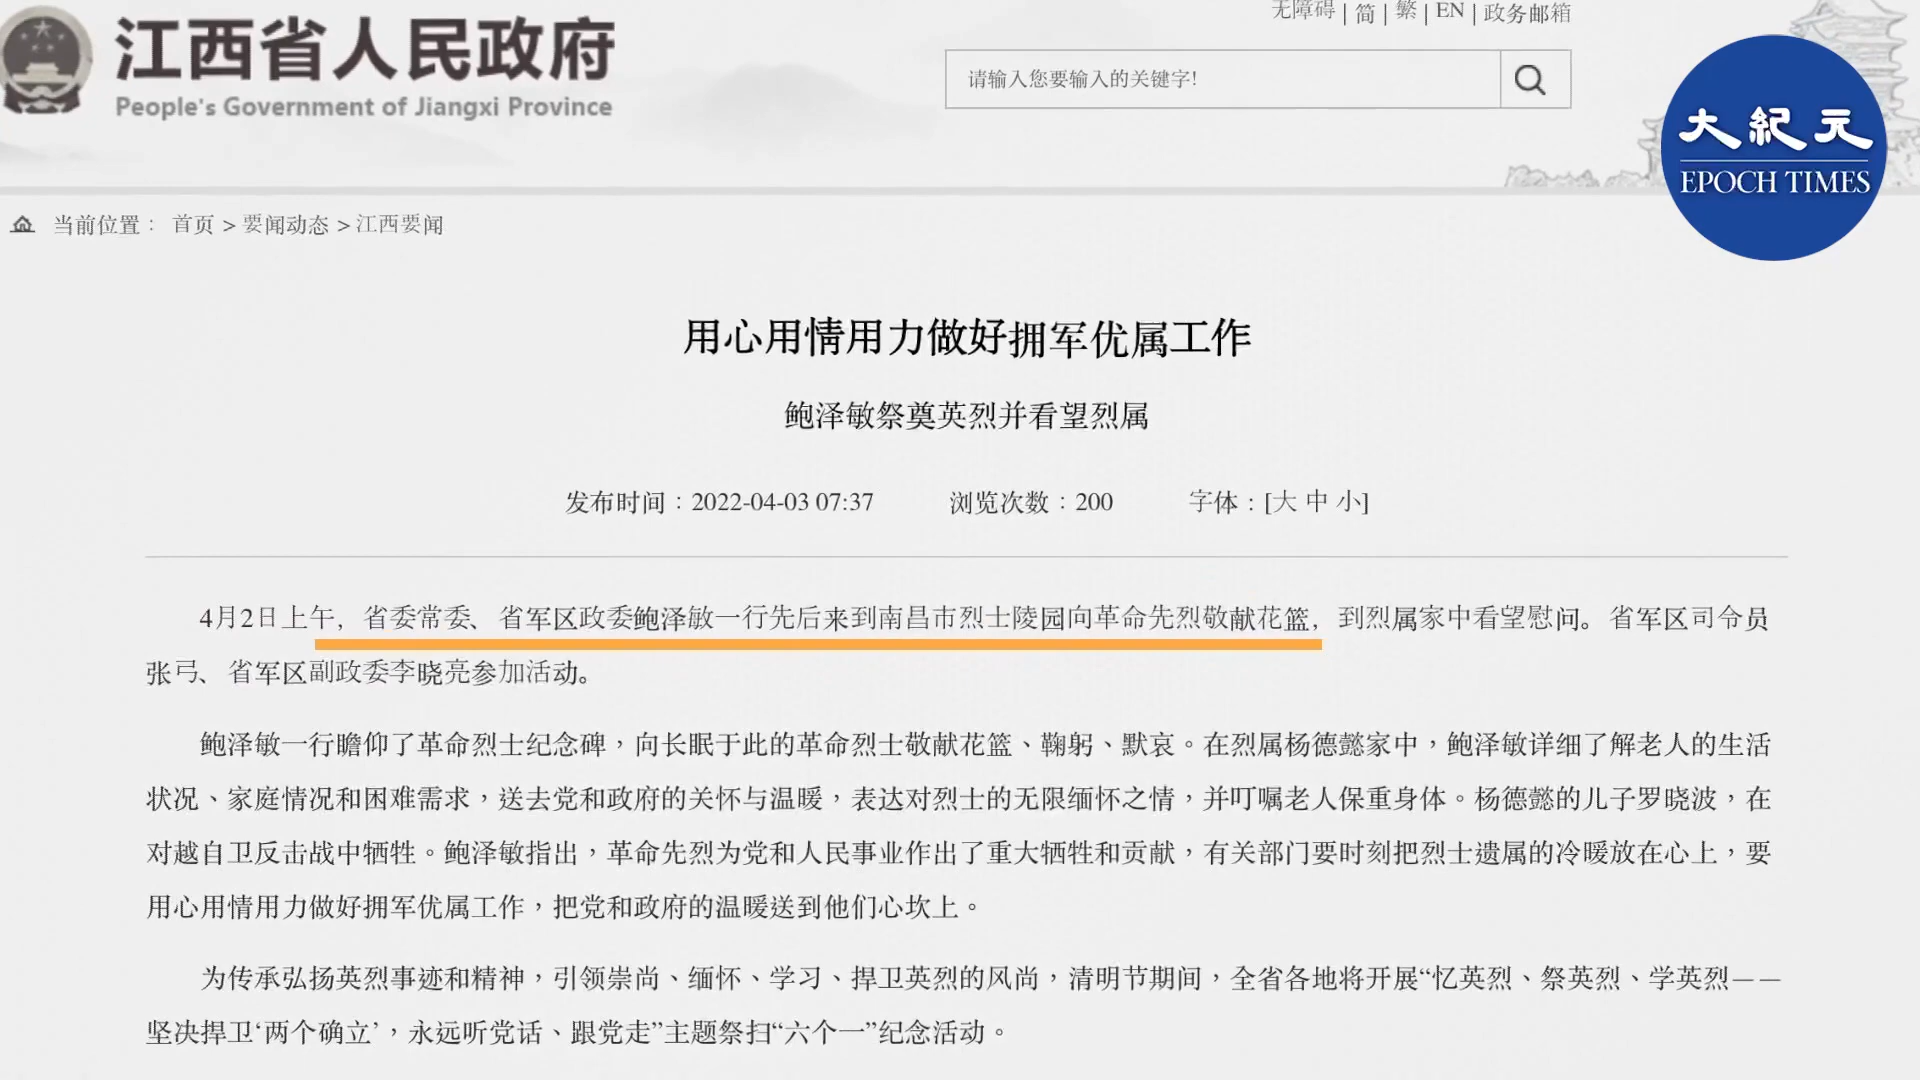 江西省人民政府
People's Government of Jiangxi Province
无障碍 | 简 | 繁 | EN | 政务邮箱
请输入您要输入的关键字!
大紀元
EPOCH TIMES
当前位置： 首页 > 要闻动态 > 江西要闻
用心用情用力做好拥军优属工作
鲍泽敏祭奠英烈并看望烈属
发布时间：2022-04-03 07:37 浏览次数：200 字体：[大 中 小]
4月2日上午，省委常委、省军区政委鲍泽敏一行先后来到南昌市烈士陵园向革命先烈敬献花篮，到烈属家中看望慰问。省军区司令员
张弓、省军区副政委李晓亮参加活动。
鲍泽敏一行瞻仰了革命烈士纪念碑，向长眠于此的革命烈士敬献花篮、鞠躬、默哀。在烈属杨德懿家中，鲍泽敏详细了解老人的生活
状况、家庭情况和困难需求，送去党和政府的关怀与温暖，表达对烈士的无限缅怀之情，并叮嘱老人保重身体。杨德懿的儿子罗晓波，在
对越自卫反击战中牺牲。鲍泽敏指出，革命先烈为党和人民事业作出了重大牺牲和贡献，有关部门要时刻把烈士遗属的冷暖放在心上，要
用心用情用力做好拥军优属工作，把党和政府的温暖送到他们心坎上。
为传承弘扬英烈事迹和精神，引领崇尚、缅怀、学习、捍卫英烈的风尚，清明节期间，全省各地将开展“忆英烈、祭英烈、学英烈——
坚决捍卫‘两个确立’，永远听党话、跟党走”主题祭扫“六个一”纪念活动。